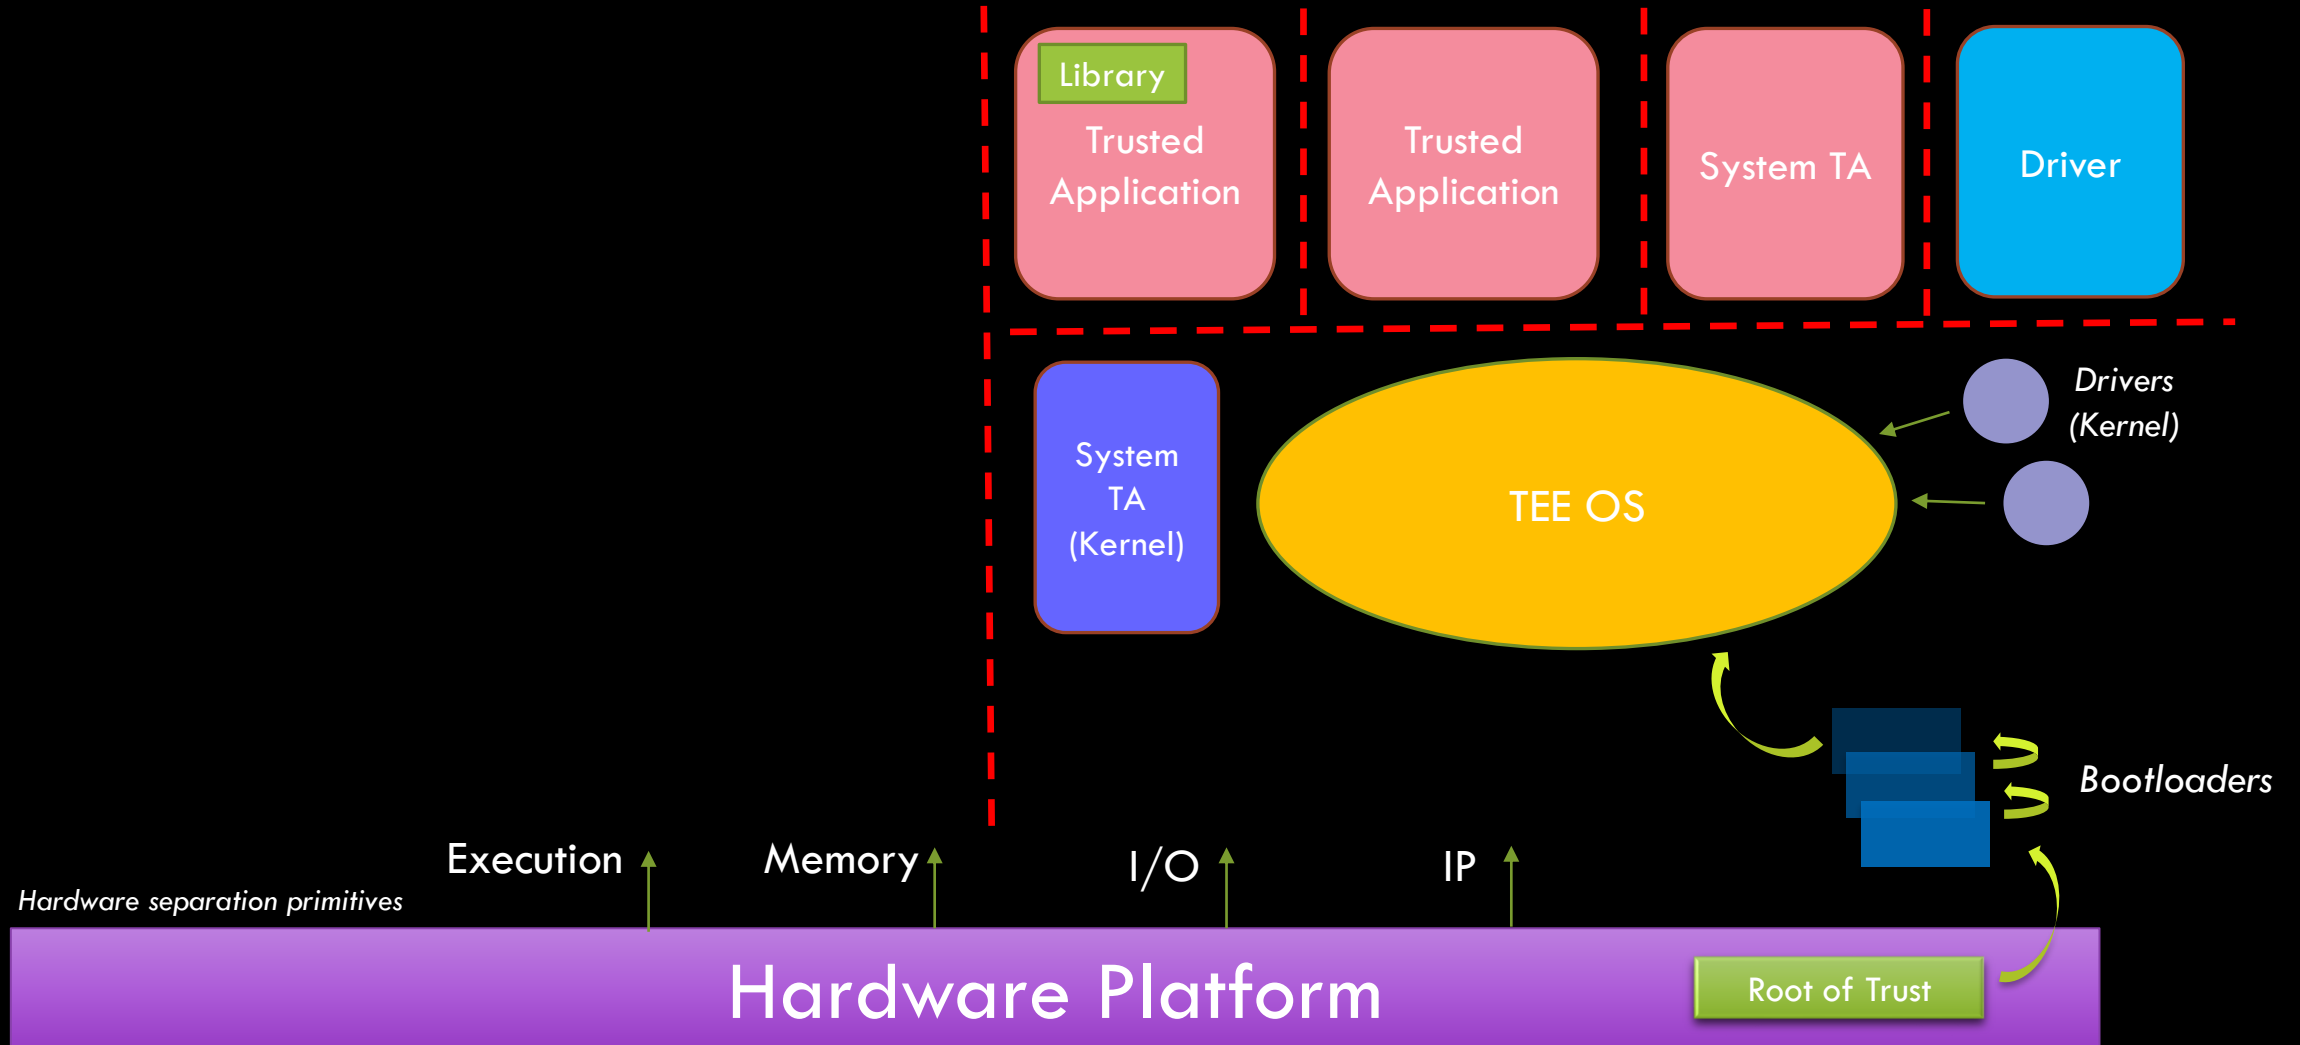 Library
Trusted
Application
Trusted
Application
System TA
Driver
System
TA
(Kernel)
TEE OS
Drivers
(Kernel)
Bootloaders
Execution
Memory
I/O
IP
Hardware separation primitives
Hardware Platform
Root of Trust